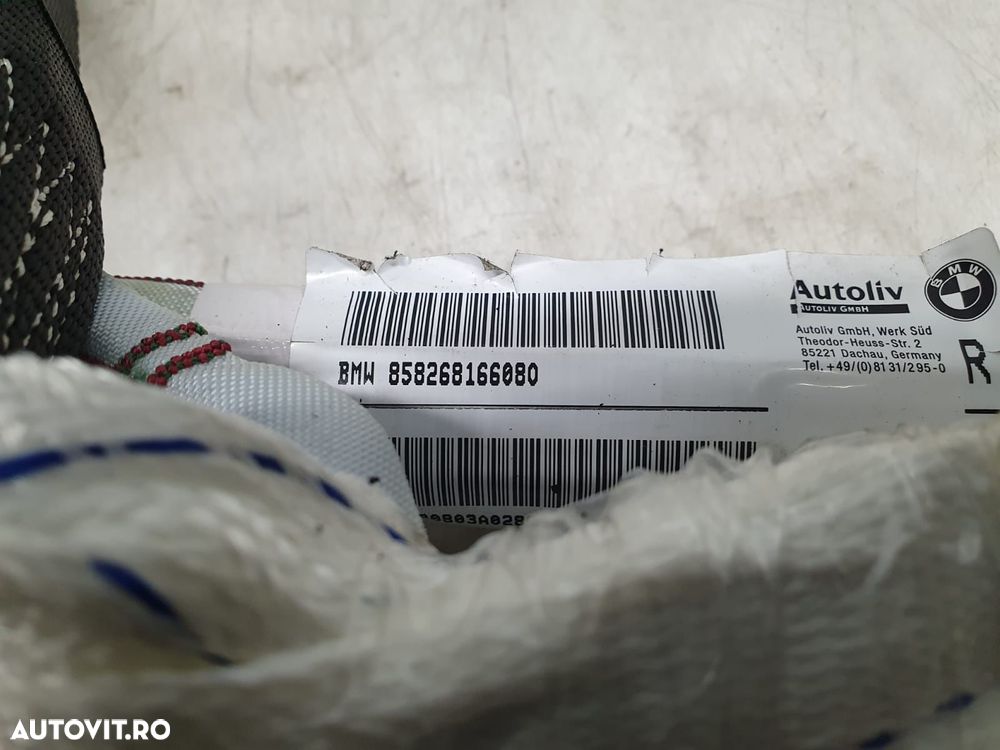 BMW 858268166080
Autoliv
AUTOLIV GMBH
BMW
Autoliv GmbH, Werk Süd
Theodor-Heuss-Str. 2
85221 Dachau, Germany
Tel. +49/(0)8131/295-0
R
AUTOVIT.RO